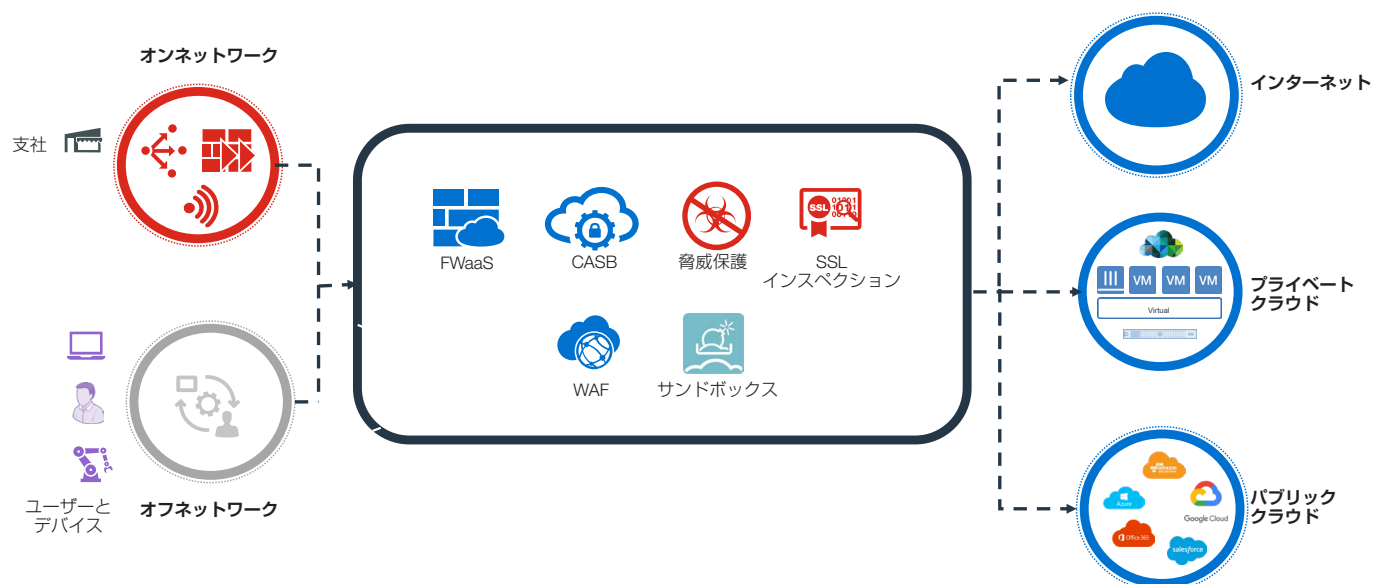 オンネットワーク
支社
ユーザーと
デバイス
オフネットワーク
FWaaS
CASB
脅威保護
SSL
SSL
インスペクション
WAF
サンドボックス
インターネット
VM
VM
VM
Virtual
プライベート
クラウド
Azure
Google Cloud
Office 365
salesforce
パブリック
クラウド